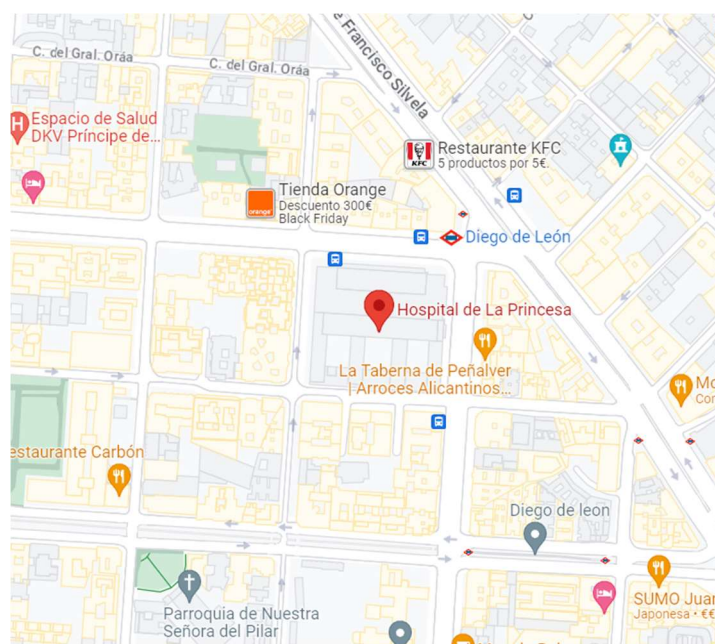 e Francisco Silvela
C. del Gral. Oráa
C. del Gral. Oráa
Espacio de Salud
DKV Príncipe de...
H
Restaurante KFC
5 productos por 5€.
KFC
Tienda Orange
Descuento 300€
Black Friday
orange
Diego de León
Hospital de La Princesa
La Taberna de Peñalver
| Arroces Alicantinos...
Mo
Con
estaurante Carbón
Diego de leon
SUMO Juan
Japonesa • €€
Parroquia de Nuestra
Señora del Pilar